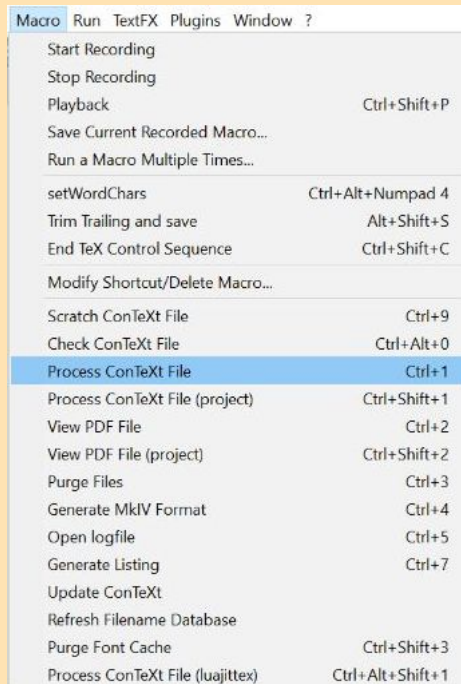 Macro Run TextFX Plugins Window ?
Start Recording
Stop Recording
Playback Ctrl+Shift+P
Save Current Recorded Macro...
Run a Macro Multiple Times...
setWordChars Ctrl+Alt+Numpad 4
Trim Trailing and save Alt+Shift+S
End TeX Control Sequence Ctrl+Shift+C
Modify Shortcut/Delete Macro...
Scratch ConTeXt File Ctrl+9
Check ConTeXt File Ctrl+Alt+0
Process ConTeXt File Ctrl+1
Process ConTeXt File (project) Ctrl+Shift+1
View PDF File Ctrl+2
View PDF File (project) Ctrl+Shift+2
Purge Files Ctrl+3
Generate MkIV Format Ctrl+4
Open logfile Ctrl+5
Generate Listing Ctrl+7
Update ConTeXt
Refresh Filename Database
Purge Font Cache Ctrl+Shift+3
Process ConTeXt File (luajittex) Ctrl+Alt+Shift+1